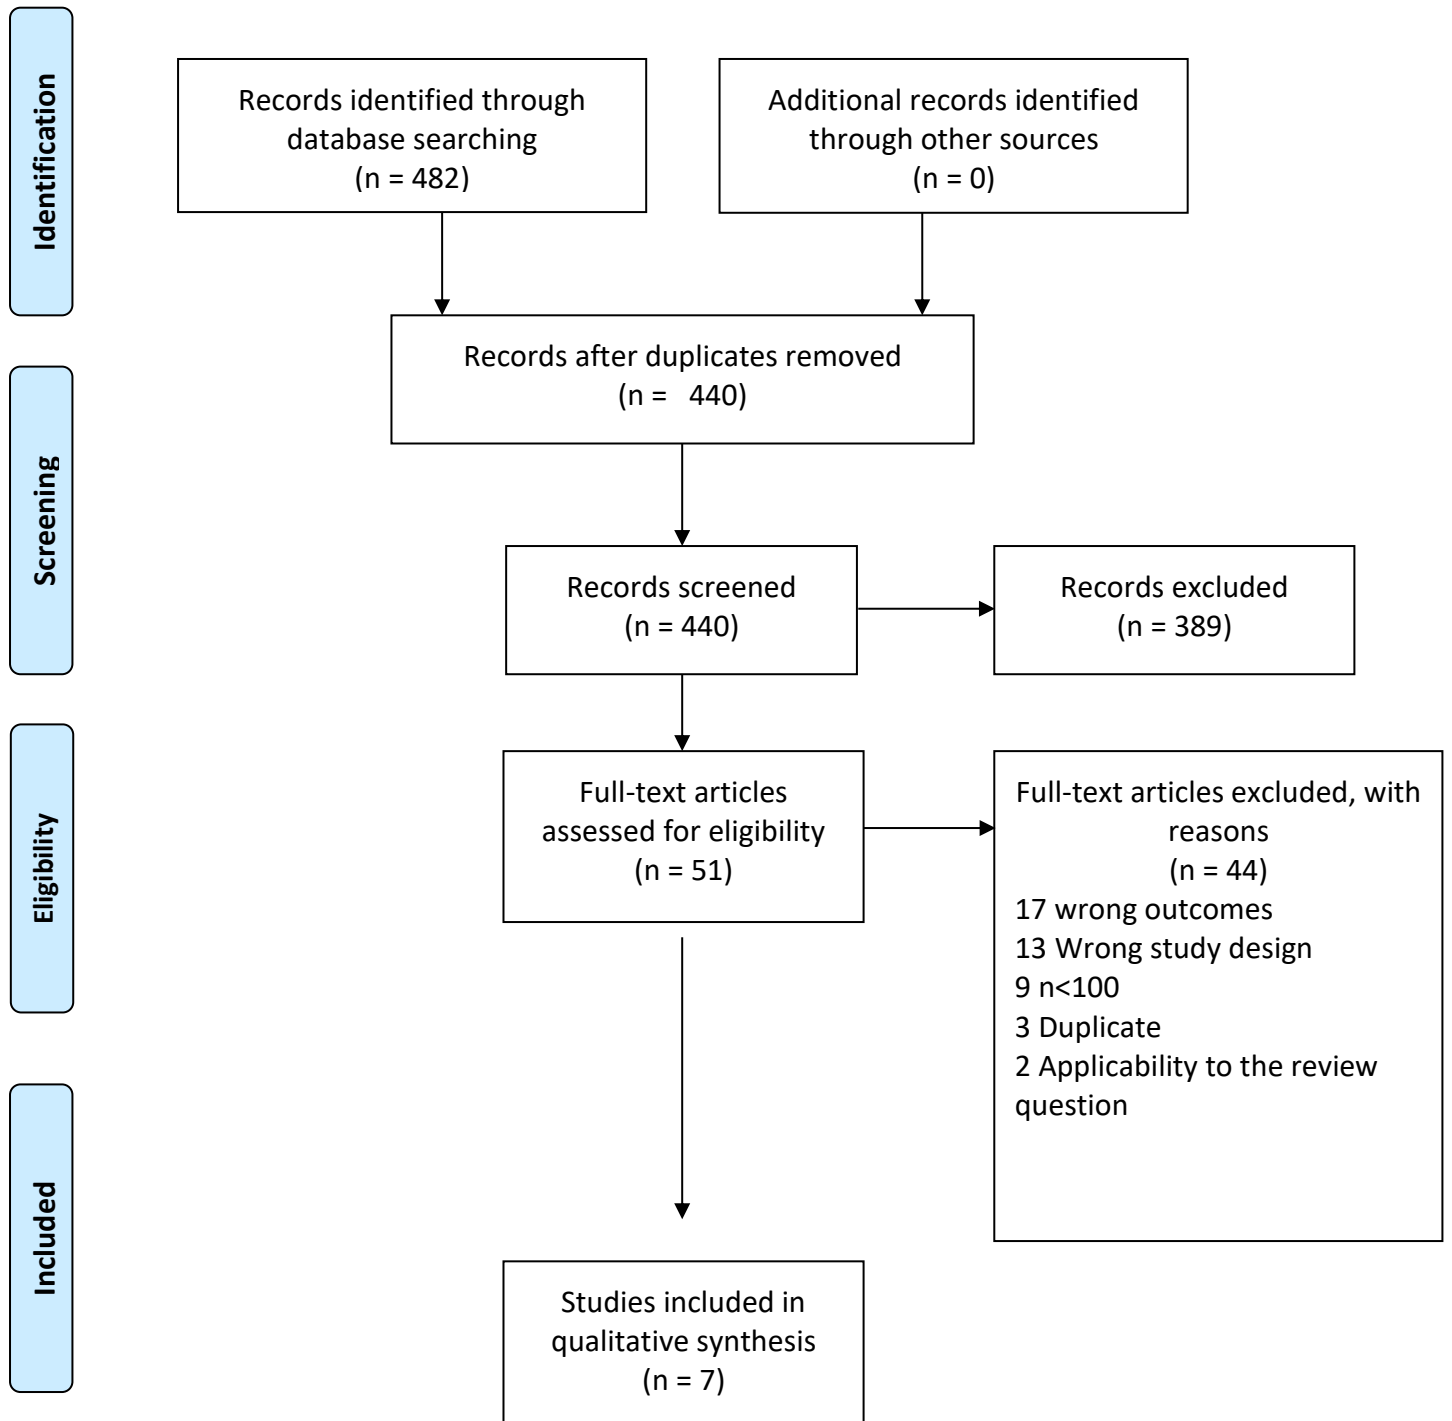 Identification
Records identified through
database searching
(n = 482)
Additional records identified
through other sources
(n = 0)
Records after duplicates removed
(n =   440)
Screening
Records screened
(n = 440)
Records excluded
(n = 389)
Eligibility
Full-text articles
assessed for eligibility
(n = 51)
Full-text articles excluded, with
reasons
(n = 44)
17 wrong outcomes
13 Wrong study design
9 n<100
3 Duplicate
2 Applicability to the review
question
Included
Studies included in
qualitative synthesis
(n = 7)